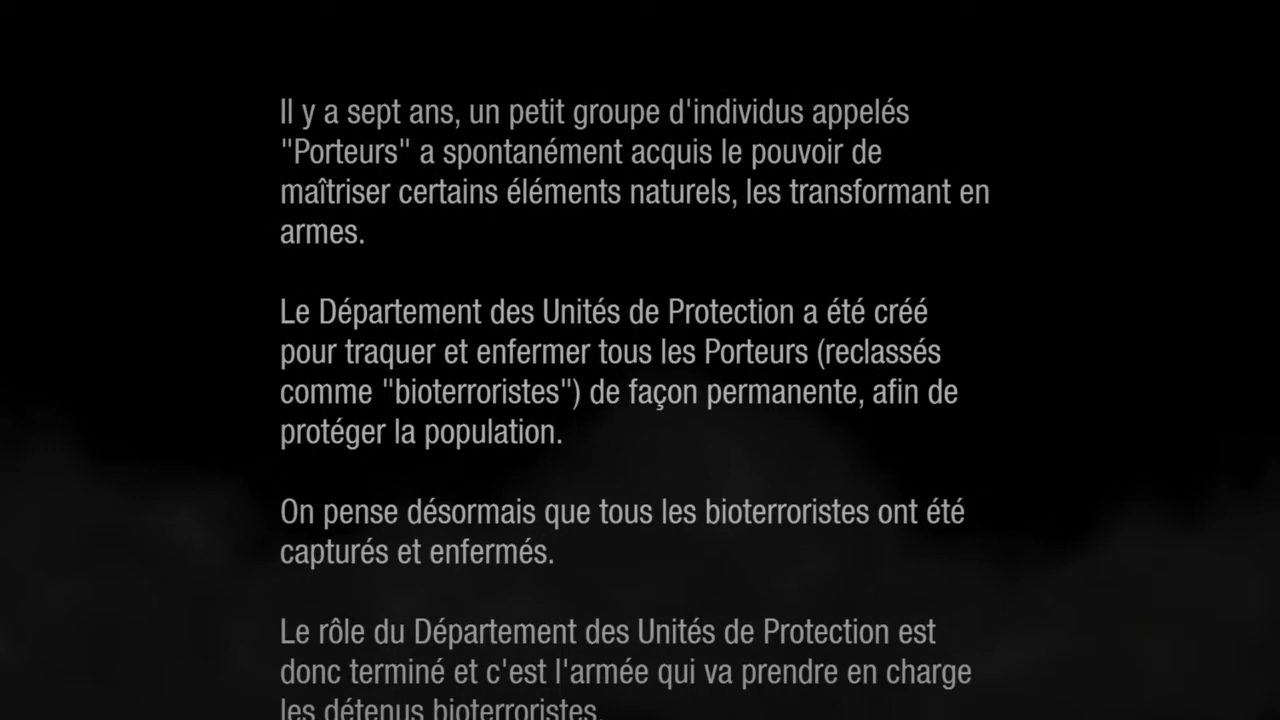 Il y a sept ans, un petit groupe d'individus appelés
"Porteurs" a spontanément acquis le pouvoir de
maîtriser certains éléments naturels, les transformant en
armes.
Le Département des Unités de Protection a été créé
pour traquer et enfermer tous les Porteurs (reclassés
comme "bioterroristes") de façon permanente, afin de
protéger la population.
On pense désormais que tous les bioterroristes ont été
capturés et enfermés.
Le rôle du Département des Unités de Protection est
donc terminé et c'est l'armée qui va prendre en charge
les détenus bioterroristes.